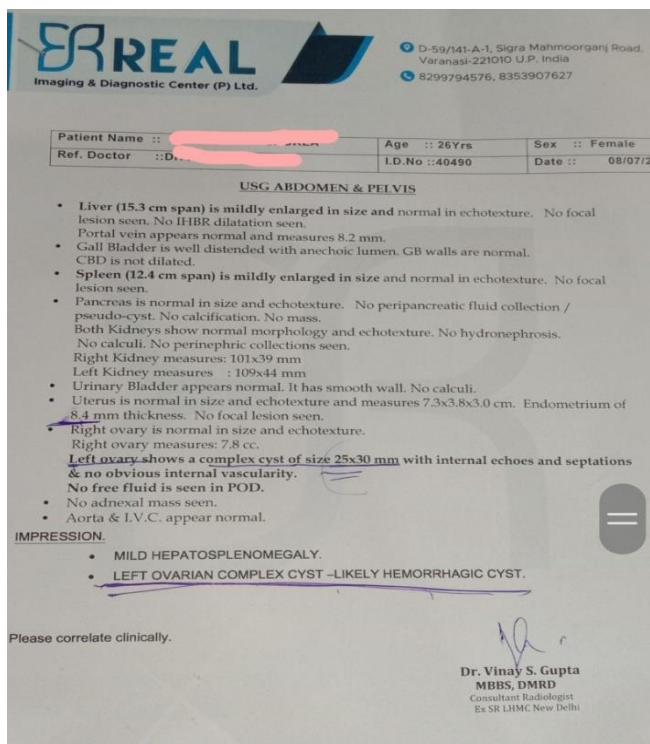 REAL
Imaging & Diagnostic Center (P) Ltd.
D-59/141-A-1, Sigra Mahmoorganj Road.
Varanasi-221010 U.P. India
8299794576, 8353907627
Patient Name ::
Age :: 26Yrs
Sex :: Female
Ref. Doctor ::
I.D.No ::40490
Date :: 08/07/2
USG ABDOMEN & PELVIS
• Liver (15.3 cm span) is mildly enlarged in size and normal in echotexture. No focal
lesion seen. No IHBR dilatation seen.
Portal vein appears normal and measures 8.2 mm.
• Gall Bladder is well distended with anechoic lumen. GB walls are normal.
CBD is not dilated.
• Spleen (12.4 cm span) is mildly enlarged in size and normal in echotexture. No focal
lesion seen.
• Pancreas is normal in size and echotexture. No peripancreatic fluid collection /
pseudo-cyst. No calcification. No mass.
Both Kidneys show normal morphology and echotexture. No hydronephrosis.
No calculi. No perinephric collections seen.
Right Kidney measures: 101x39 mm
Left Kidney measures : 109x44 mm
• Urinary Bladder appears normal. It has smooth wall. No calculi.
• Uterus is normal in size and echotexture and measures 7.3x3.8x3.0 cm. Endometrium of
8.4 mm thickness. No focal lesion seen.
• Right ovary is normal in size and echotexture.
Right ovary measures: 7.8 cc.
Left ovary shows a complex cyst of size 25x30 mm with internal echoes and septations
& no obvious internal vascularity.
No free fluid is seen in POD.
• No adnexal mass seen.
• Aorta & I.V.C. appear normal.
IMPRESSION.
• MILD HEPATOSPLENOMEGALY.
• LEFT OVARIAN COMPLEX CYST –LIKELY HEMORRHAGIC CYST.
Please correlate clinically.
Dr. Vinay S. Gupta
MBBS, DMRD
Consultant Radiologist
Ex SR LHMC New Delhi